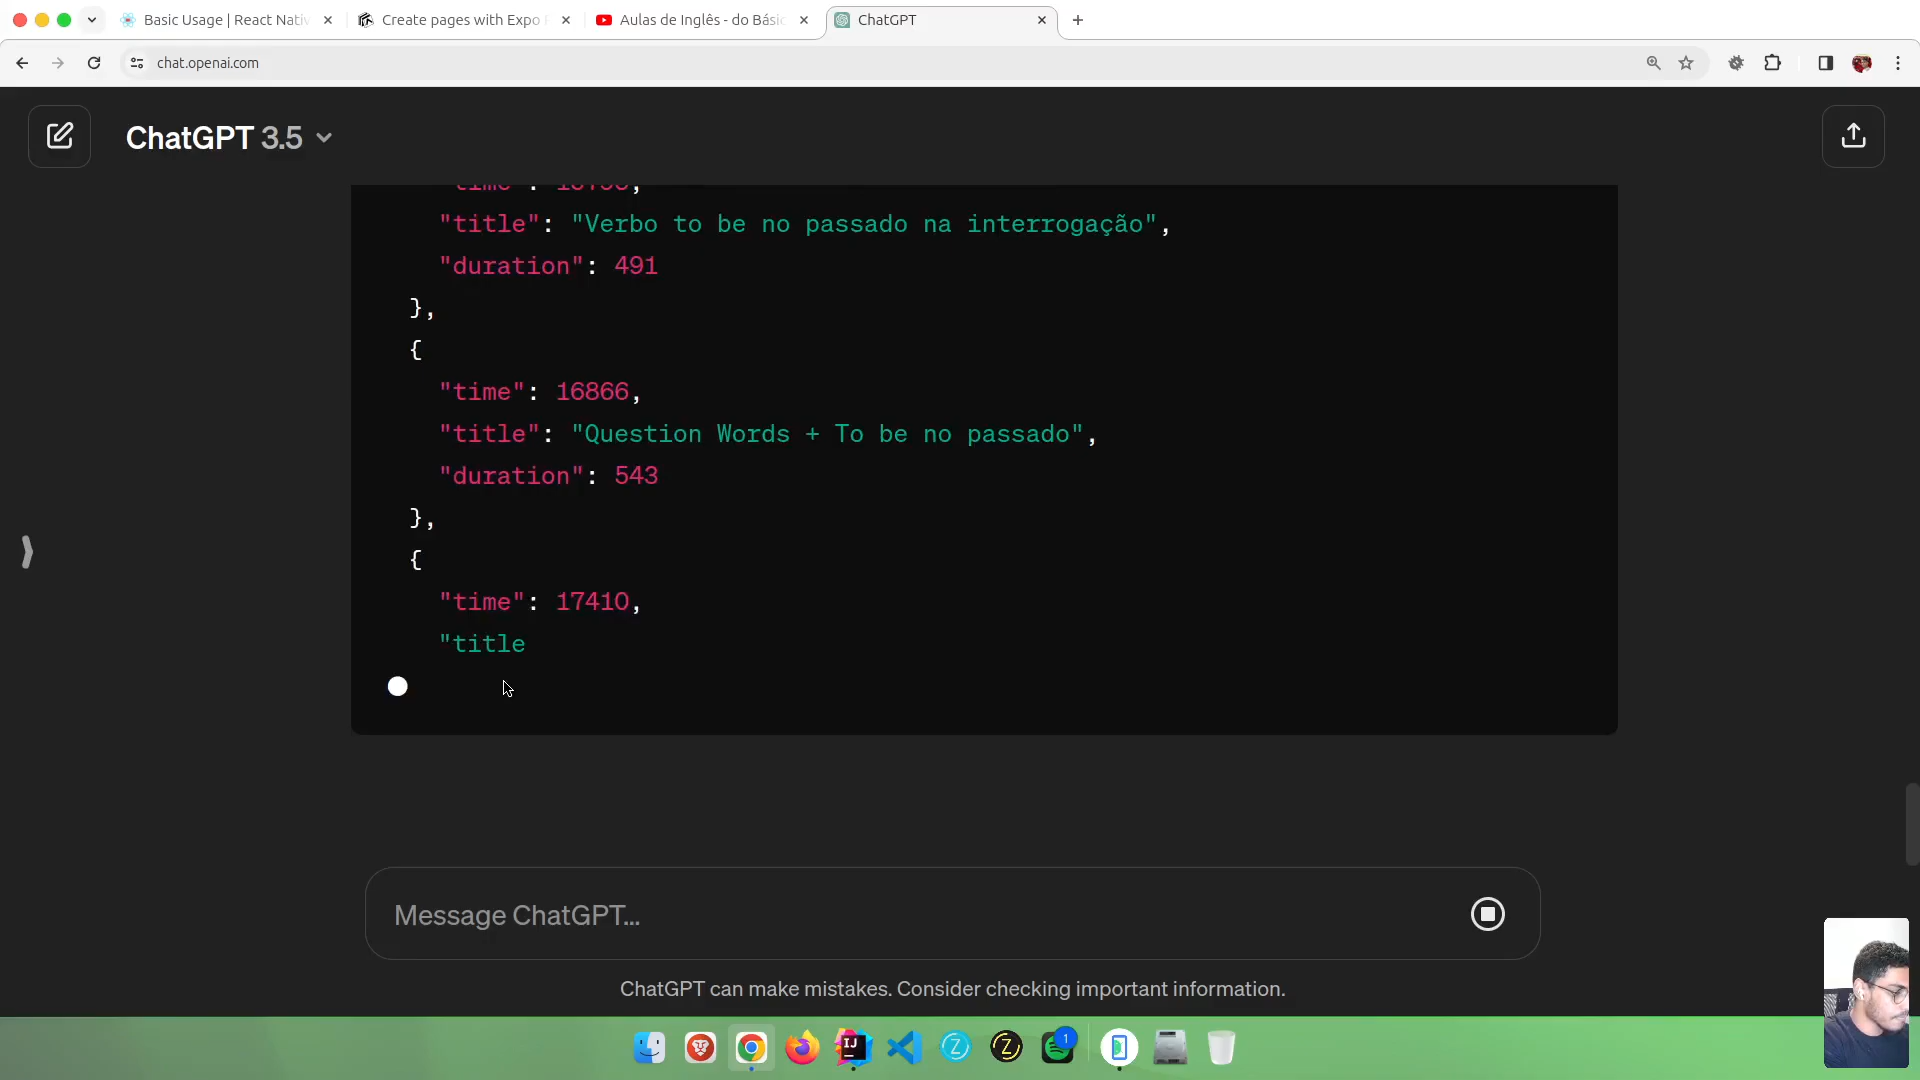 Basic Usage | React Nativ
Create pages with Expo
Aulas de Inglês - do Básic
ChatGPT
chat.openai.com
ChatGPT 3.5
"title": "Verbo to be no passado na interrogação",
"duration": 491
},
{
"time": 16866,
"title": "Question Words + To be no passado",
"duration": 543
},
{
"time": 17410,
"title
Message ChatGPT...
ChatGPT can make mistakes. Consider checking important information.
IJ
Z
Z
1